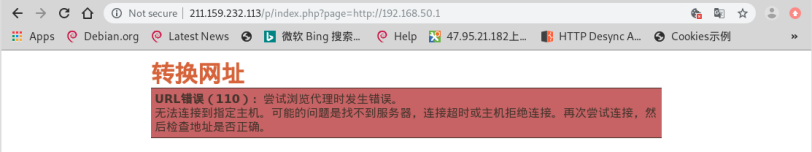 Not secure | 211.159.232.113/p/index.php?page=http://192.168.50.1
Apps Debian.org Latest News 微软 Bing 搜索... Help 47.95.21.182上... HTTP Desync A... Cookies示例
转换网址
URL错误（110）：尝试浏览代理时发生错误。
无法连接到指定主机。可能的问题是找不到服务器，连接超时或主机拒绝连接。再次尝试连接，然
后检查地址是否正确。